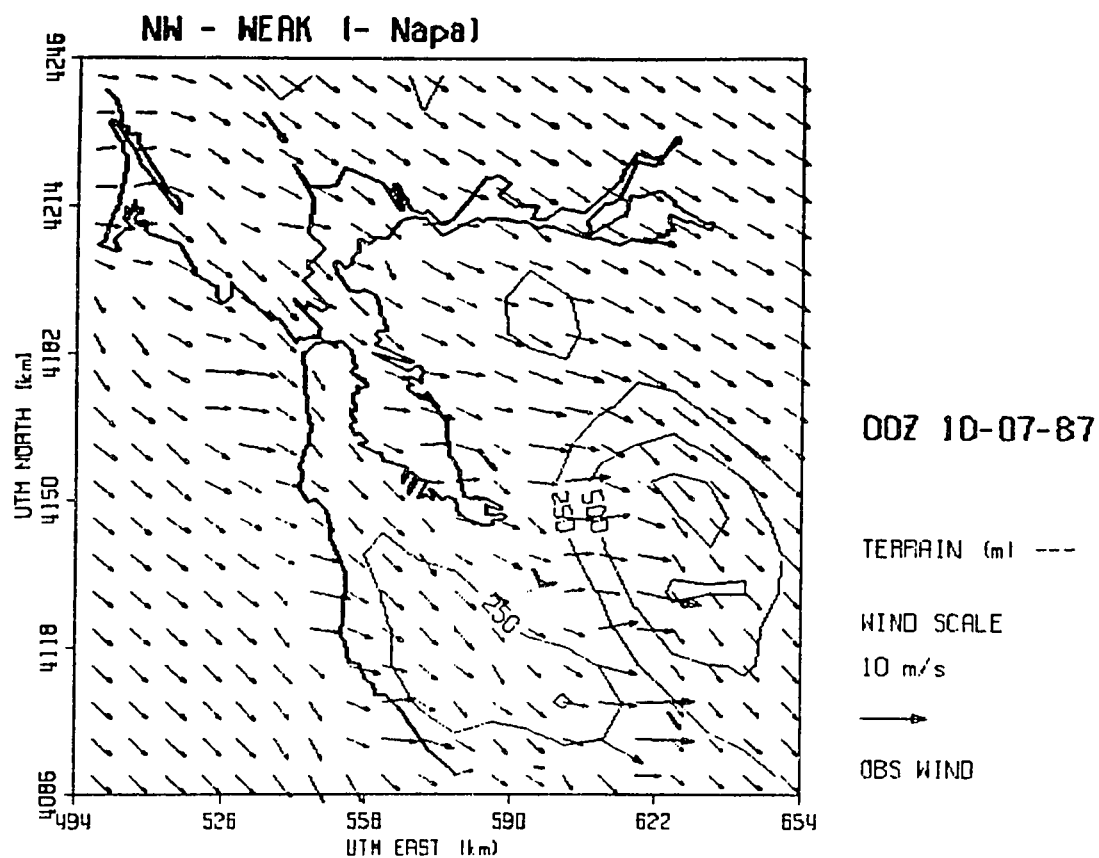 NW - WEAK (- Napa)
4246
4214
4182
4150
4118
4086
UTM NORTH (km)
494
526
558
590
622
654
UTM EAST (km)
250
500
250
00Z 10-07-87
TERRAIN (m) ---
WIND SCALE
10 m/s
OBS WIND